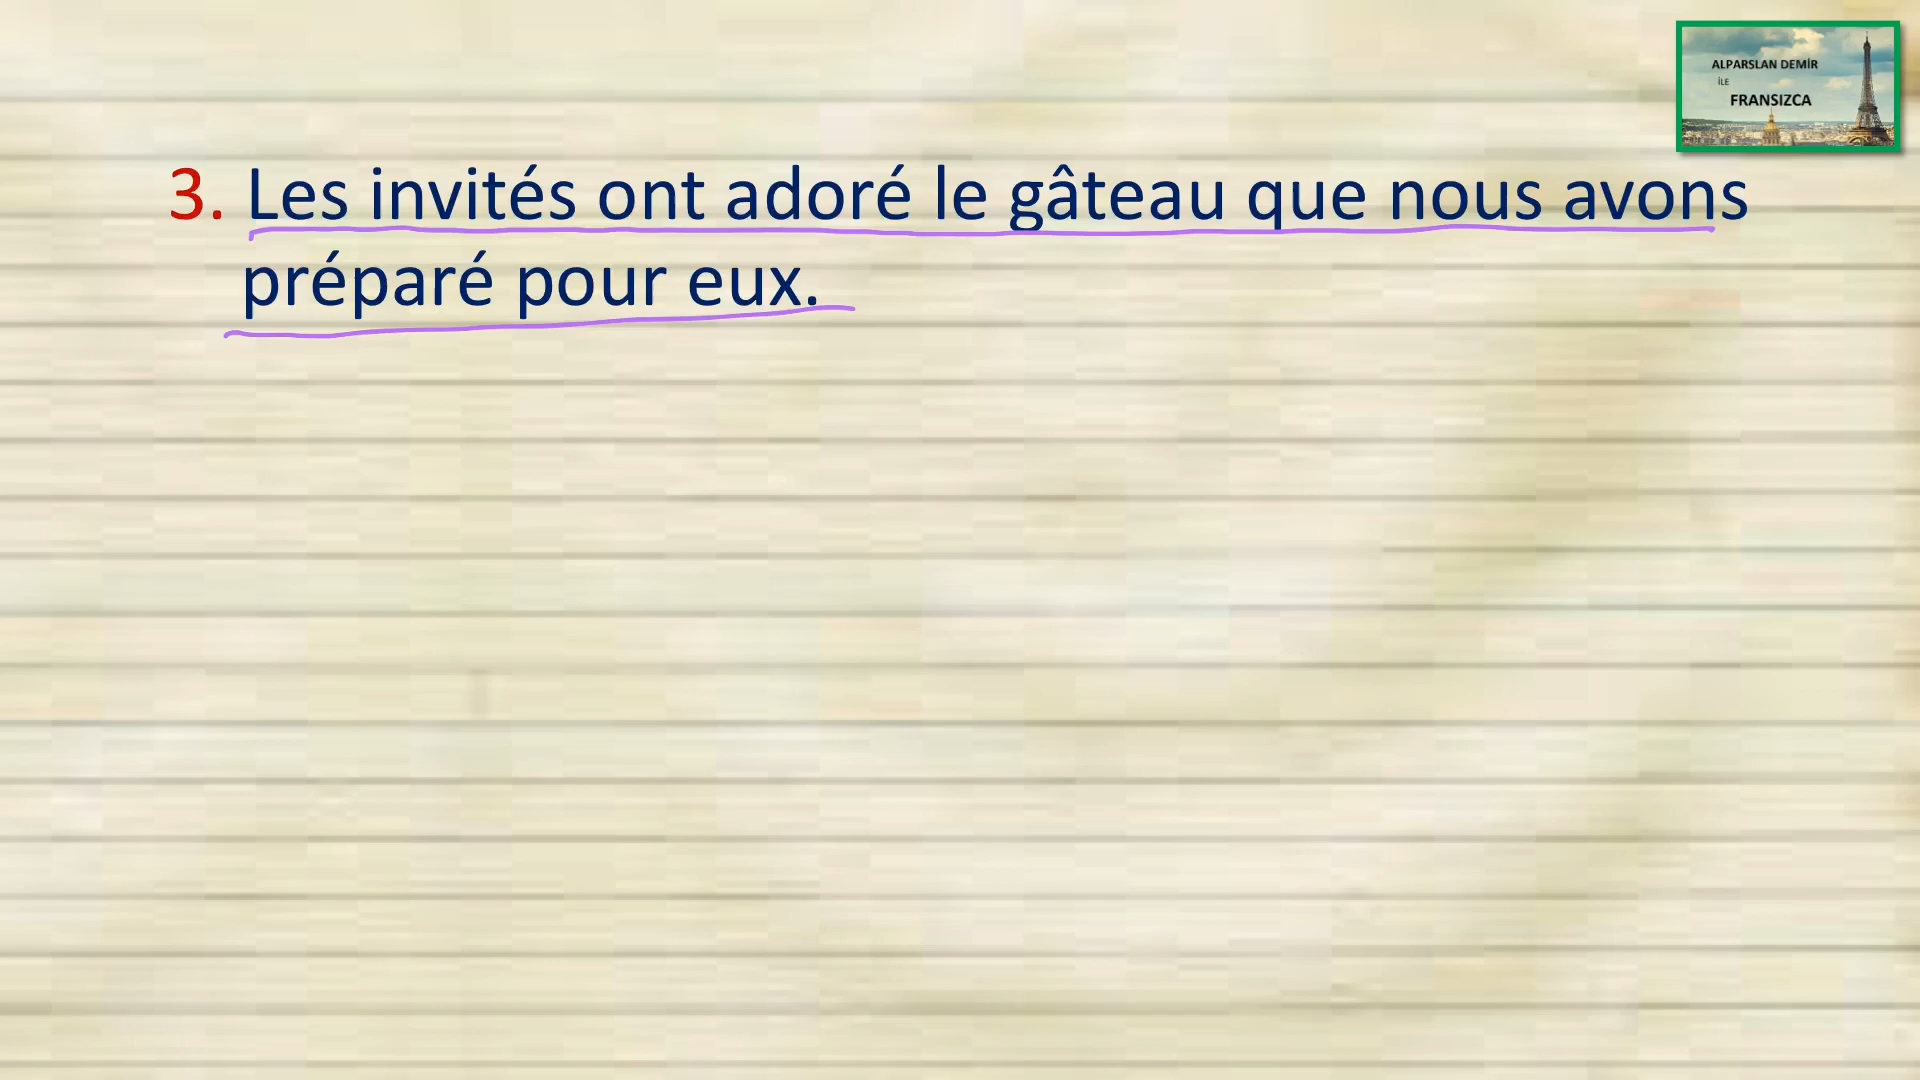 ALPARSLAN DEMİR
İLE
FRANSIZCA
3. Les invités ont adoré le gâteau que nous avons
préparé pour eux.